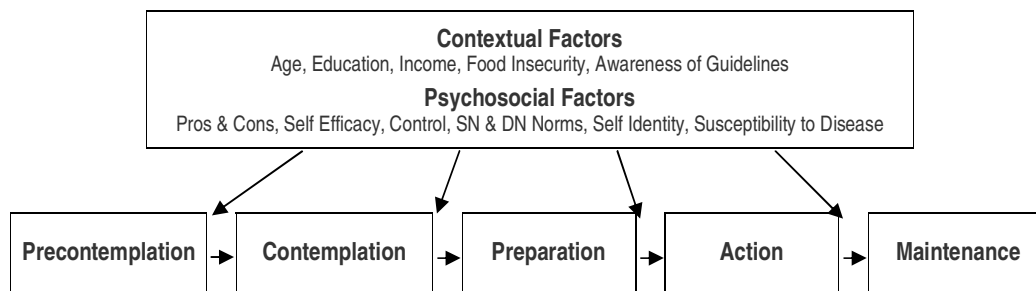 Contextual Factors
Age, Education, Income, Food Insecurity, Awareness of Guidelines
Psychosocial Factors
Pros & Cons, Self Efficacy, Control, SN & DN Norms, Self Identity, Susceptibility to Disease
Precontemplation
Contemplation
Preparation
Action
Maintenance